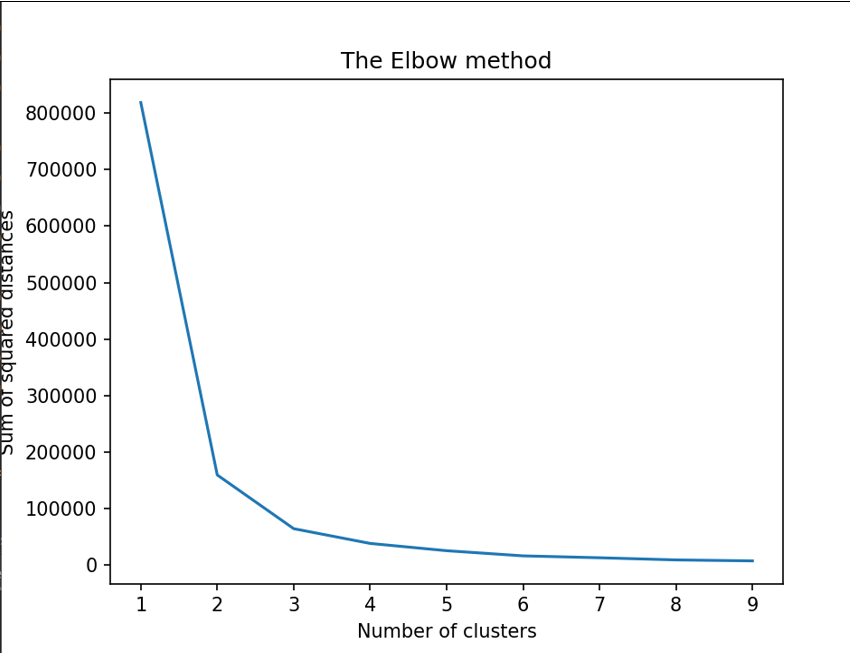 The Elbow method
Sum of squared distances
800000
700000
600000
500000
400000
300000
200000
100000
0
1 2 3 4 5 6 7 8 9
Number of clusters